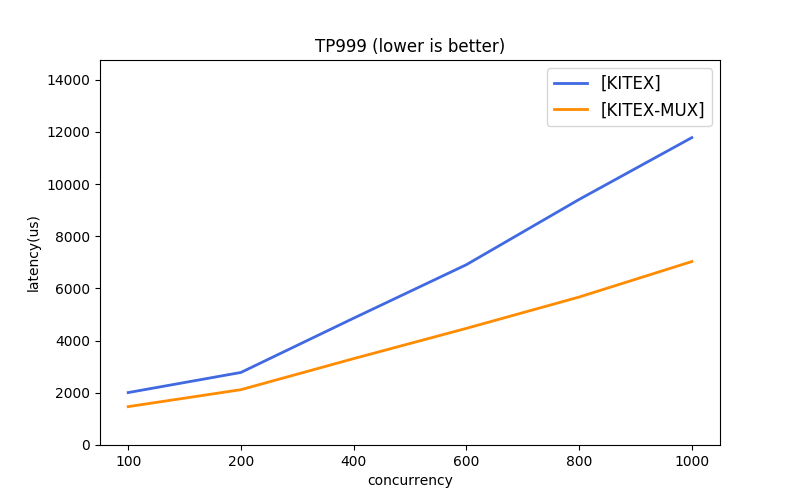 TP999 (lower is better)
[KITEX]
[KITEX-MUX]
14000
12000
10000
8000
6000
4000
2000
0
latency(us)
100 200 400 600 800 1000
concurrency